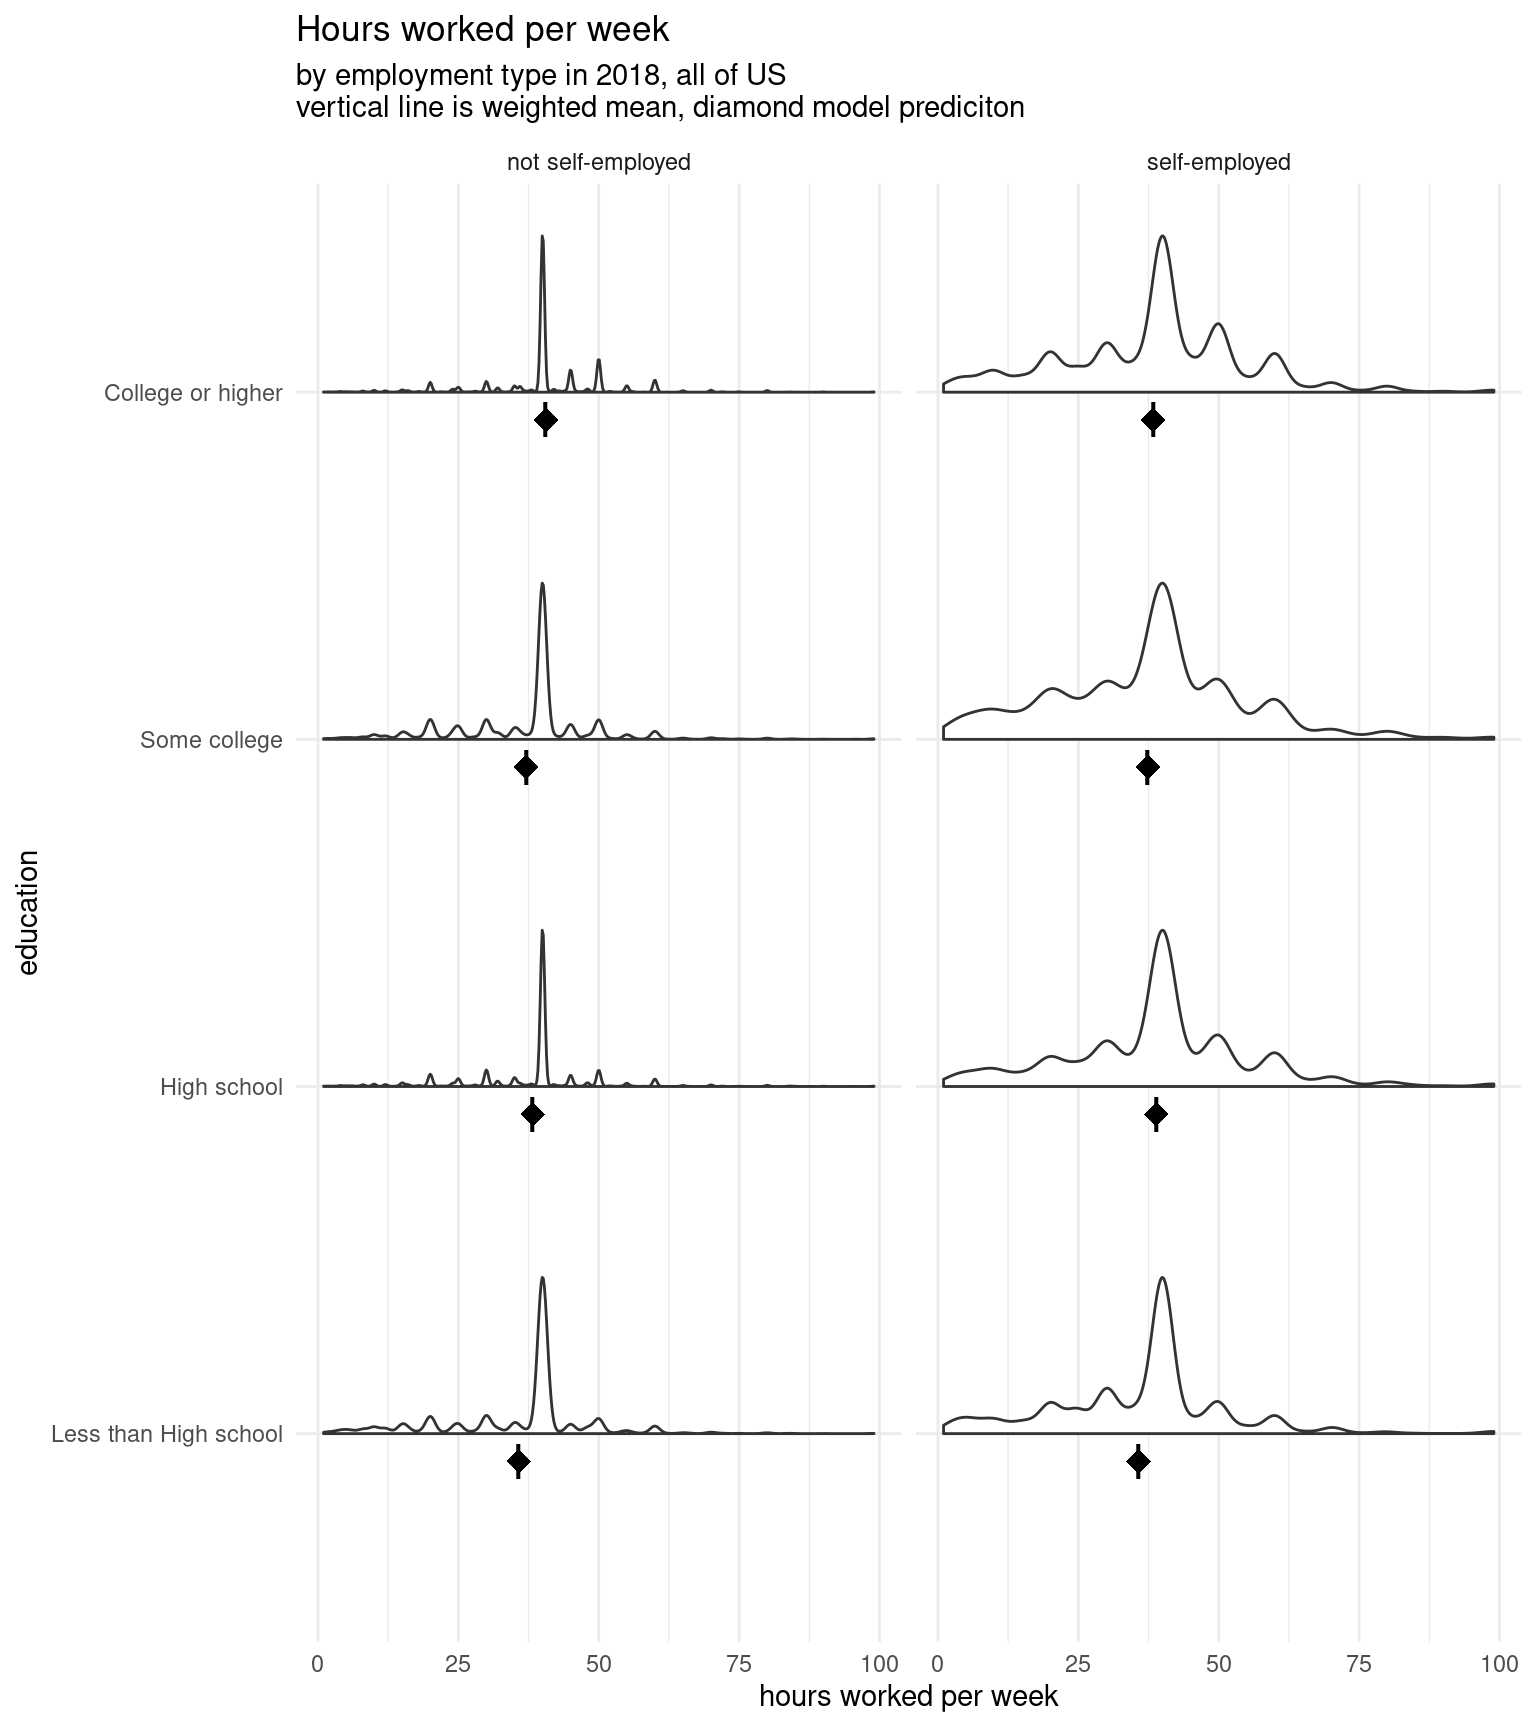 Hours worked per week
by employment type in 2018, all of US
vertical line is weighted mean, diamond model prediciton
not self-employed
self-employed
education
College or higher
Some college
High school
Less than High school
0 25 50 75 100 0 25 50 75 100
hours worked per week